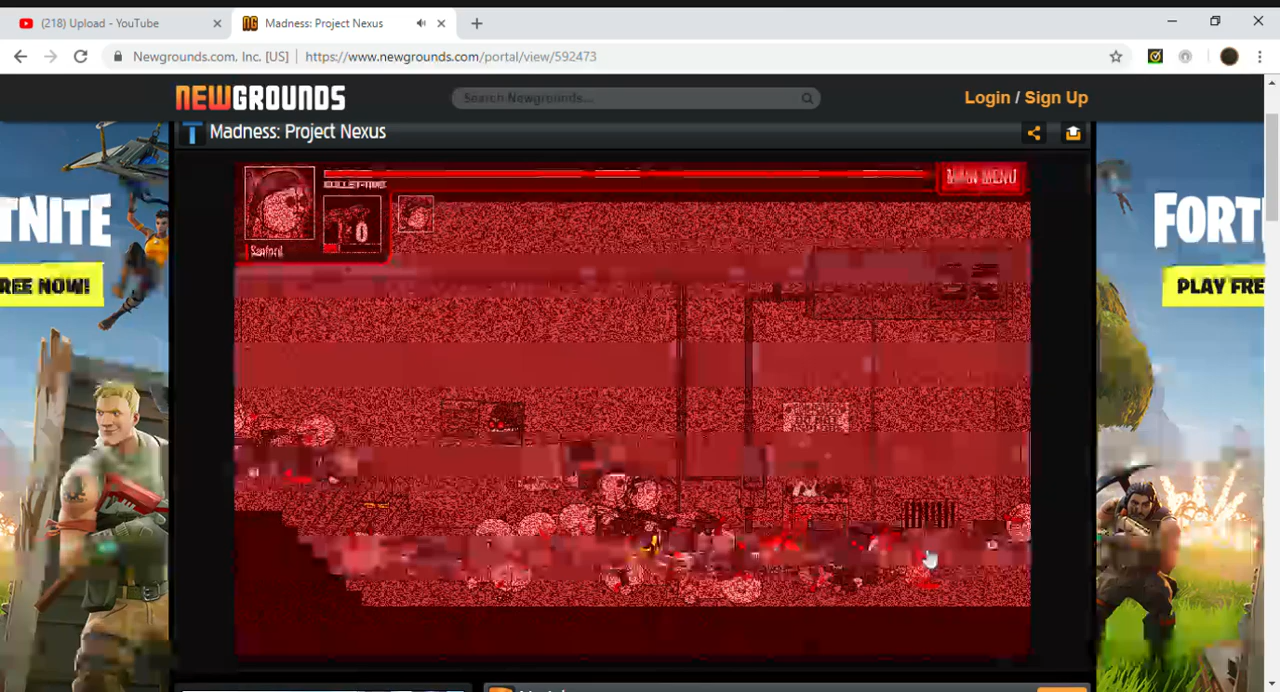 (218) Upload - YouTube
Madness: Project Nexus
Newgrounds.com, Inc. [US] | https://www.newgrounds.com/portal/view/592473
NEWGROUNDS
Search Newgrounds...
Login / Sign Up
Madness: Project Nexus
MAIN MENU
BULLET-TIME
0
Sanford
TNITE
REE NOW!
FORT
PLAY FRE